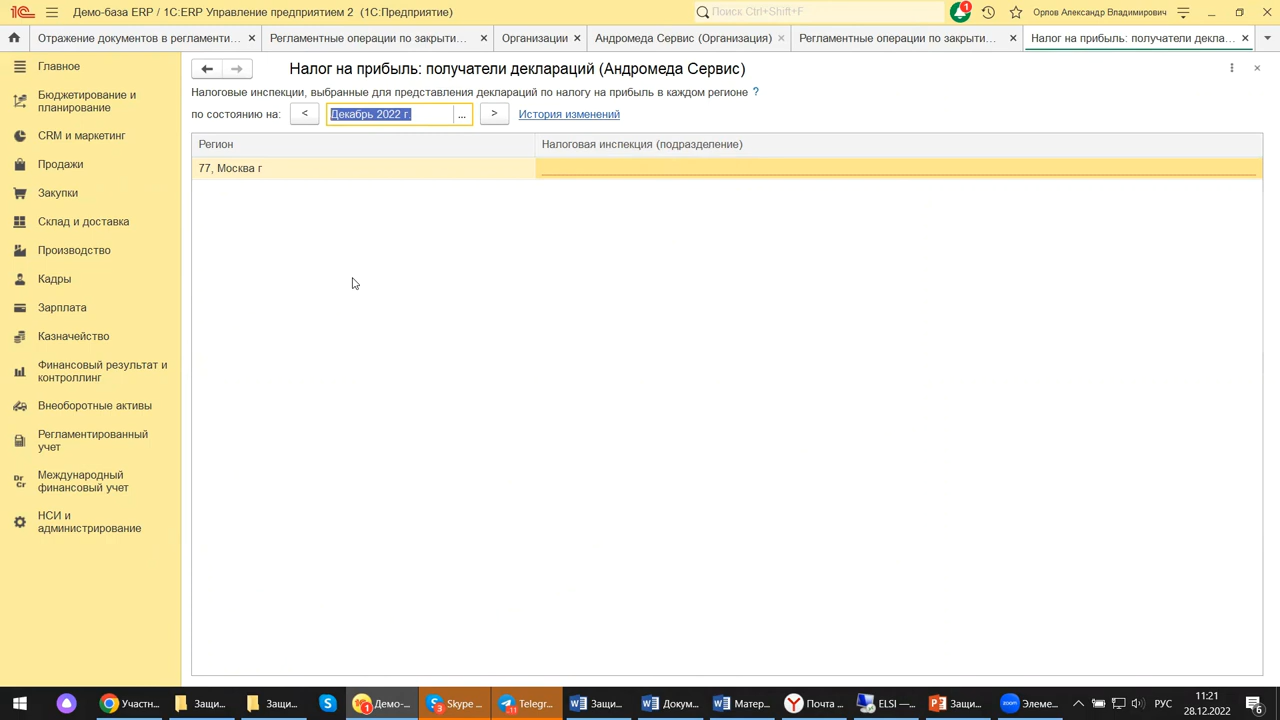 Демо-база ERP / 1С:ERP Управление предприятием 2 (1С:Предприятие)
Поиск Ctrl+Shift+F
1
Орлов Александр Владимирович
Отражение документов в регламенти...
Регламентные операции по закрыти...
Организации
Андромеда Сервис (Организация)
Регламентные операции по закрыти...
Налог на прибыль: получатели декла...
Главное
Бюджетирование и
планирование
CRM и маркетинг
Продажи
Закупки
Склад и доставка
Производство
Кадры
Зарплата
Казначейство
Финансовый результат и
контроллинг
Внеоборотные активы
Регламентированный
учет
Dr
Cr
Международный
финансовый учет
НСИ и
администрирование
Налог на прибыль: получатели деклараций (Андромеда Сервис)
Налоговые инспекции, выбранные для представления деклараций по налогу на прибыль в каждом регионе ?
по состоянию на: < Декабрь 2022 г. ... > История изменений
Регион
Налоговая инспекция (подразделение)
77, Москва г
Участн...
Защи...
Защи...
Демо-...
Skype ...
Telegr...
Защи...
Докум...
Матер...
Почта ...
ELSI —...
Защи...
Элеме...
РУС
11:21
28.12.2022
6